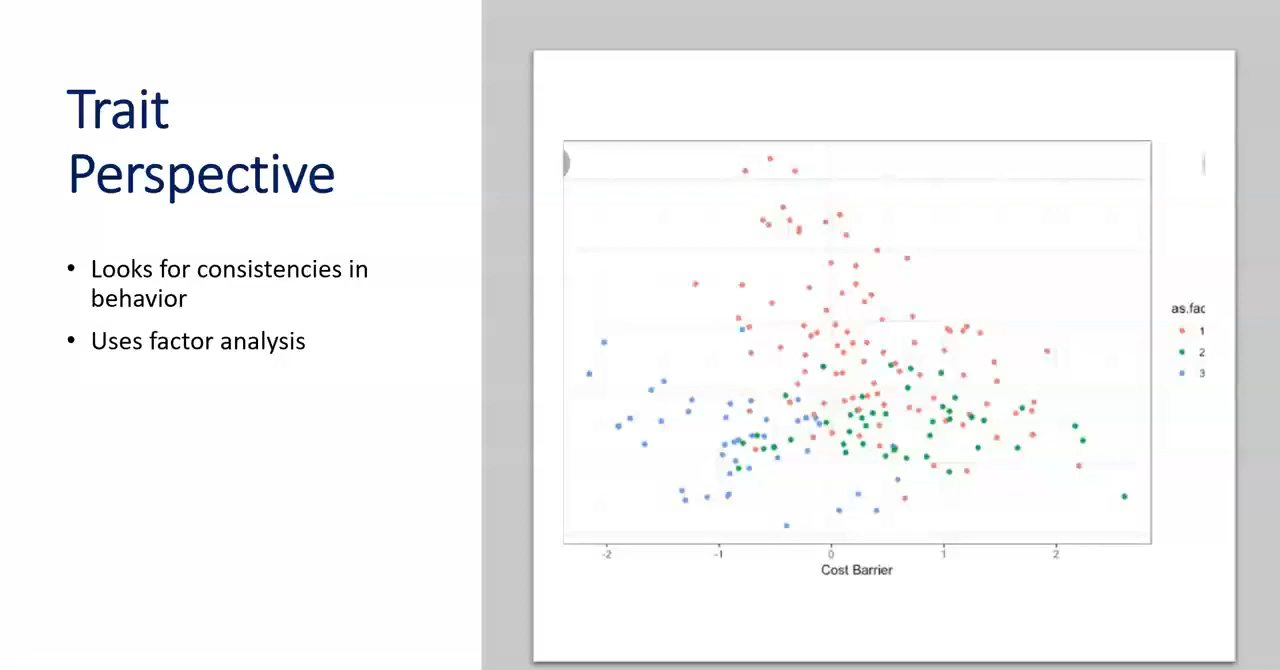 Trait
Perspective
• Looks for consistencies in
behavior
• Uses factor analysis
as.fac
1
2
3
-2 -1 0 1 2
Cost Barrier